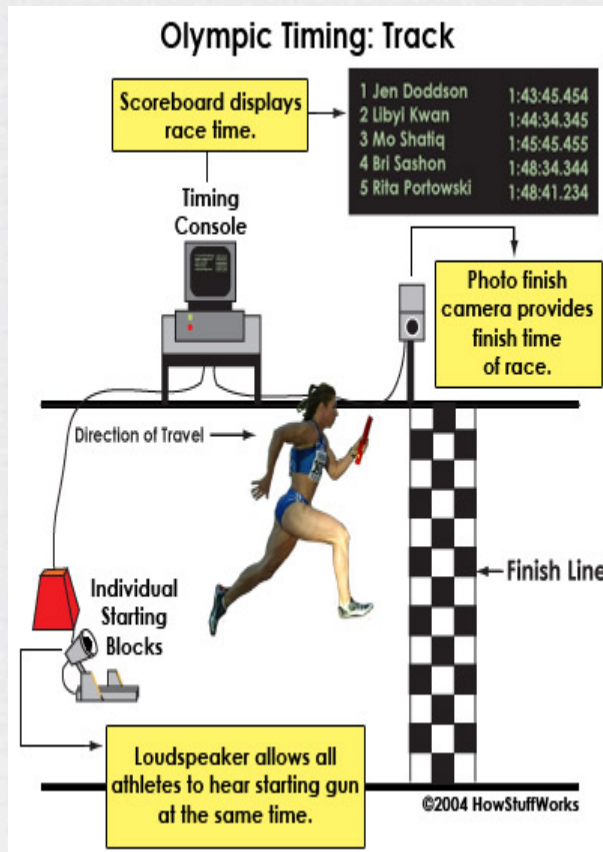 Olympic Timing: Track
Scoreboard displays
race time.
1 Jen Doddson 1:43:45.454
2 Libyl Kwan 1:44:34.345
3 Mo Shatiq 1:45:45.455
4 Bri Sashon 1:48:34.344
5 Rita Portowski 1:48:41.234
Timing
Console
Photo finish
camera provides
finish time
of race.
Direction of Travel
Finish Line
Individual
Starting
Blocks
Loudspeaker allows all
athletes to hear starting gun
at the same time.
©2004 HowStuffWorks